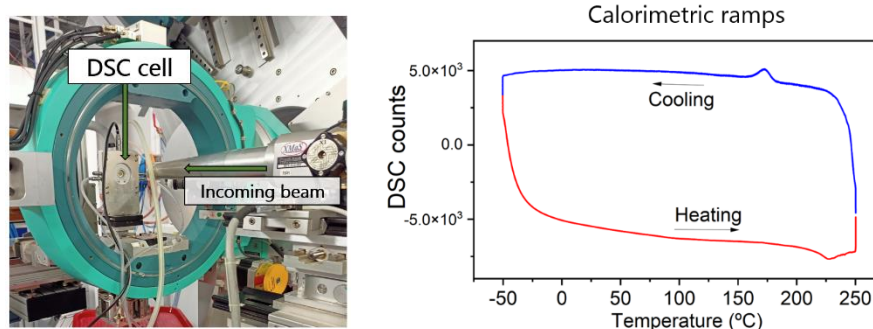 DSC cell
XMaS
Incoming beam
Calorimetric ramps
DSC counts
5.0×10³
0.0
-5.0×10³
Cooling
Heating
-50 0 50 100 150 200 250
Temperature (ºC)